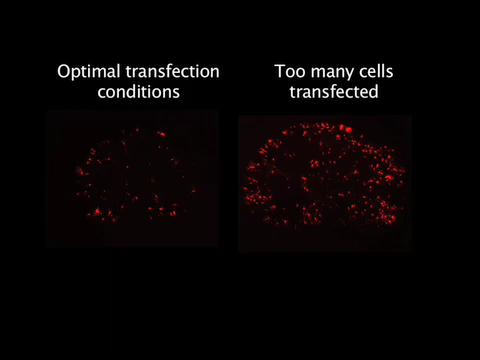 Optimal transfection
conditions
Too many cells
transfected